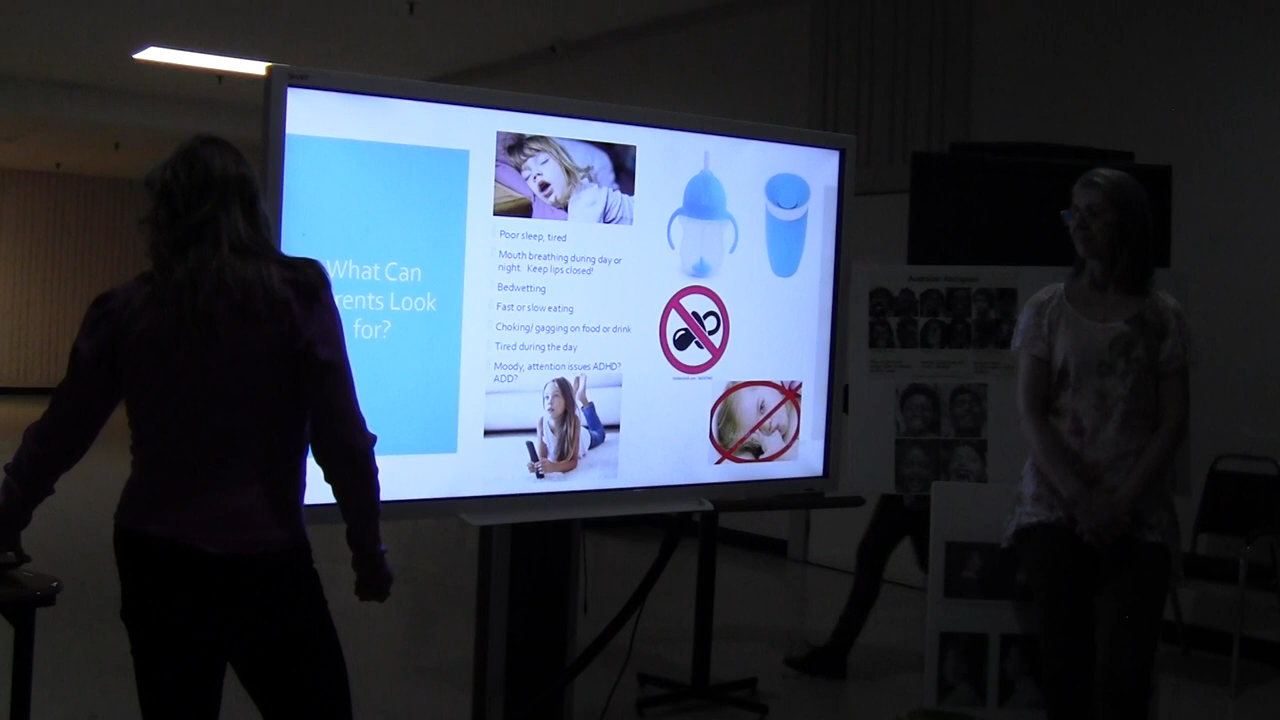 What Can
rents Look
for?
Poor sleep, tired
Mouth breathing during day or
night. Keep lips closed!
Bedwetting
Fast or slow eating
Choking/ gagging on food or drink
Tired during the day
Moody, attention issues ADHD?
ADD?